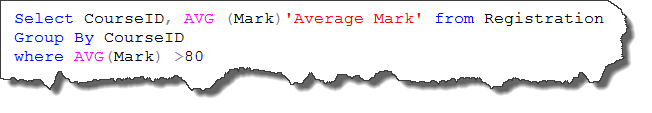 Select CourseID, AVG (Mark)'Average Mark' from Registration
Group By CourseID
where AVG(Mark) >80